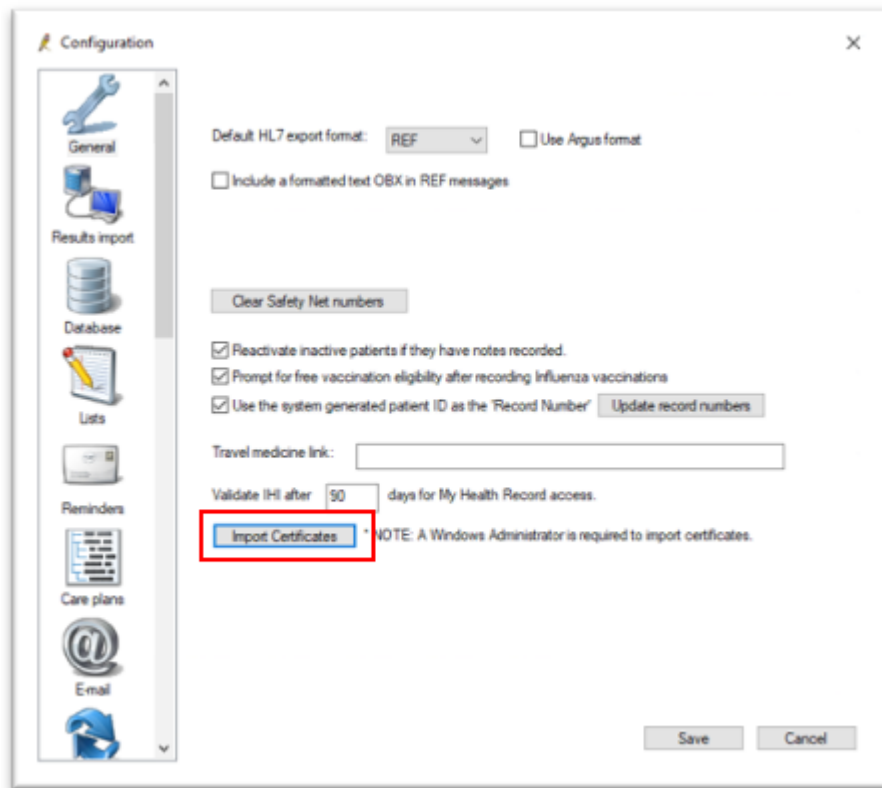 Configuration
General
Results import
Database
Lists
Reminders
Care plans
E-mail
Default HL7 export format: REF Use Argus format
Include a formatted text OBX in REF messages
Clear Safety Net numbers
Reactivate inactive patients if they have notes recorded.
Prompt for free vaccination eligibility after recording Influenza vaccinations
Use the system generated patient ID as the 'Record Number' Update record numbers
Travel medicine link:
Validate IHI after 90 days for My Health Record access.
Import Certificates * NOTE: A Windows Administrator is required to import certificates.
Save Cancel